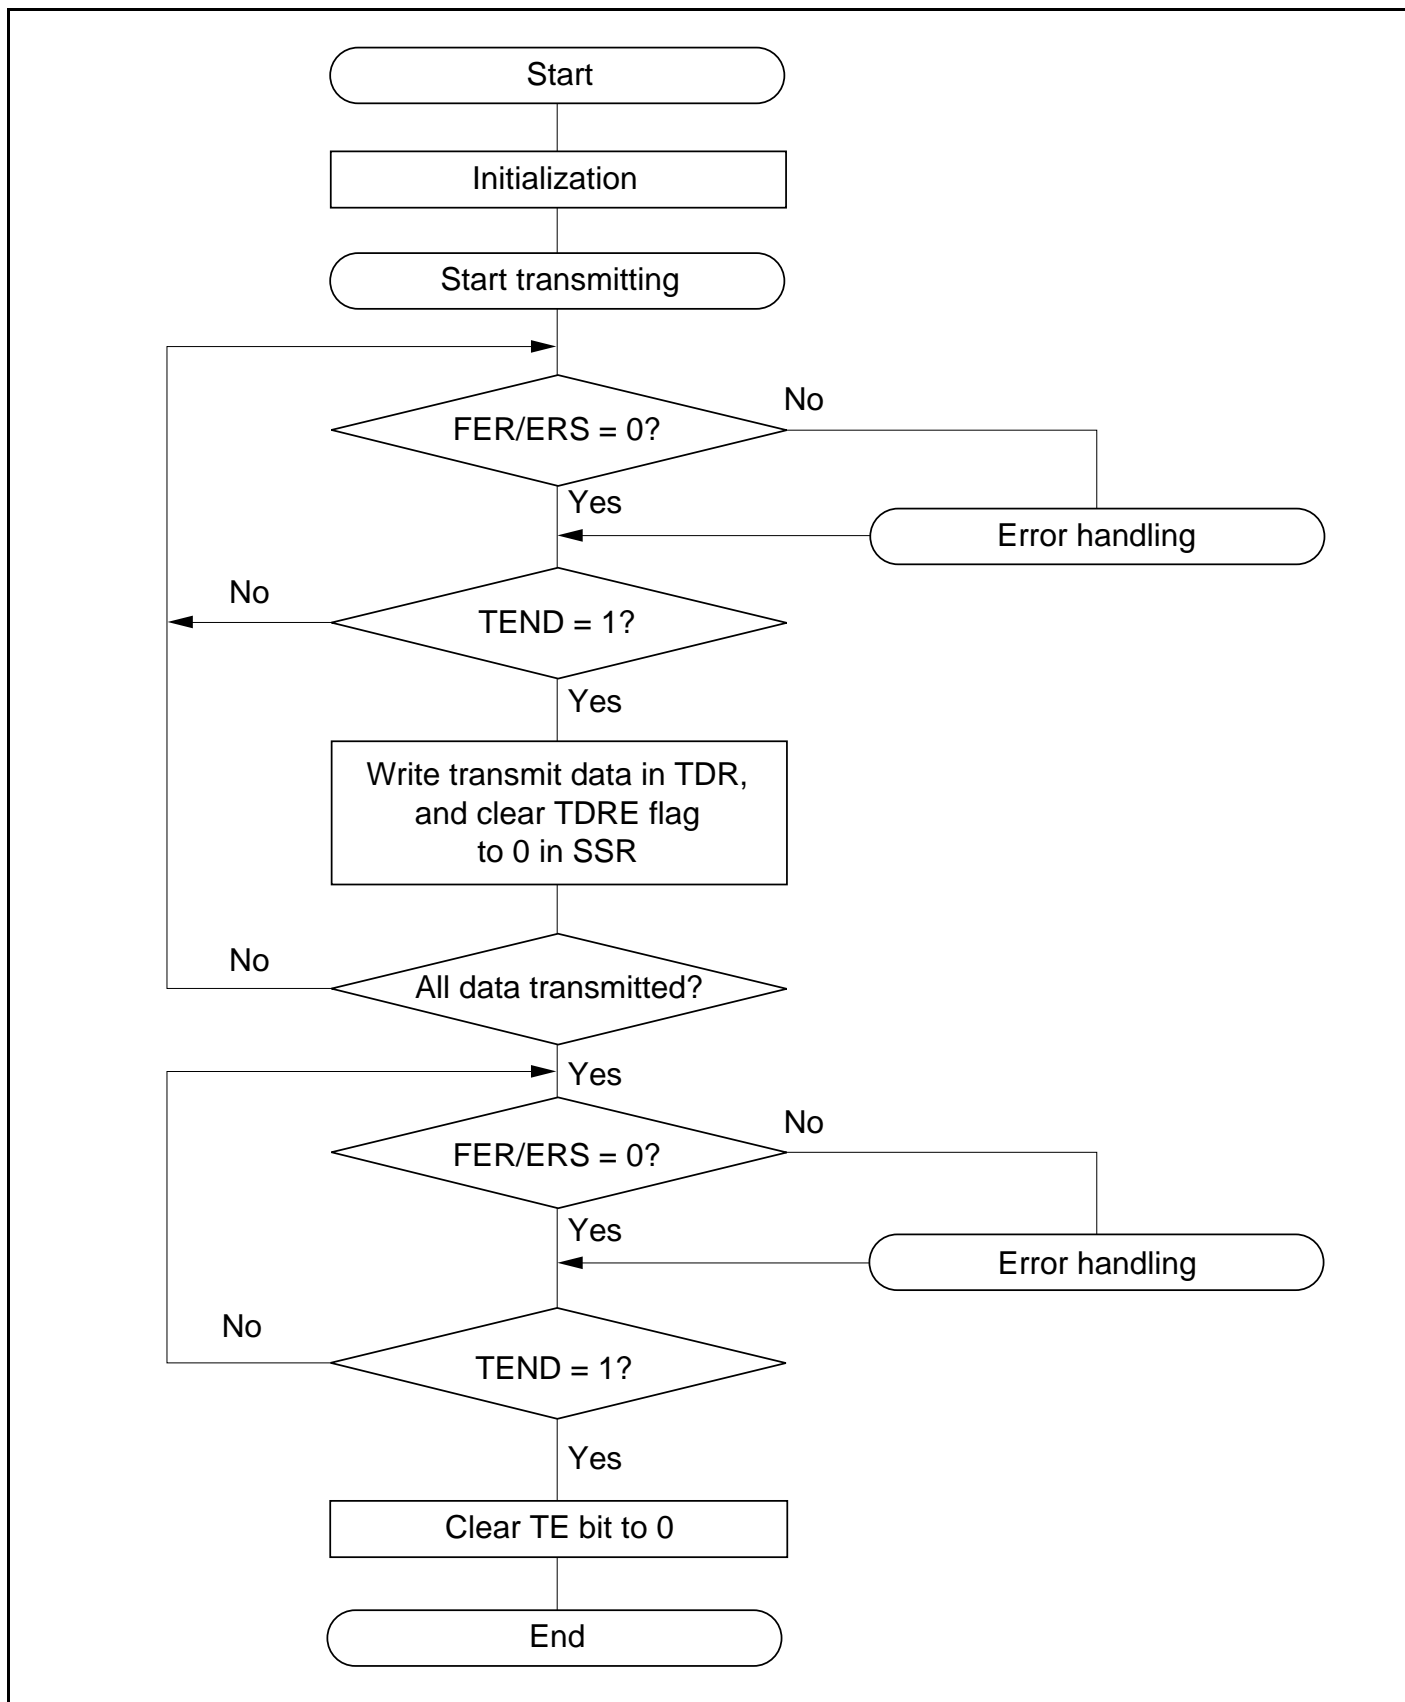 Start
Initialization
Start transmitting
FER/ERS = 0?
No
Yes
Error handling
No
TEND = 1?
Yes
Write transmit data in TDR,
and clear TDRE flag
to 0 in SSR
No
All data transmitted?
Yes
FER/ERS = 0?
No
Yes
Error handling
No
TEND = 1?
Yes
Clear TE bit to 0
End